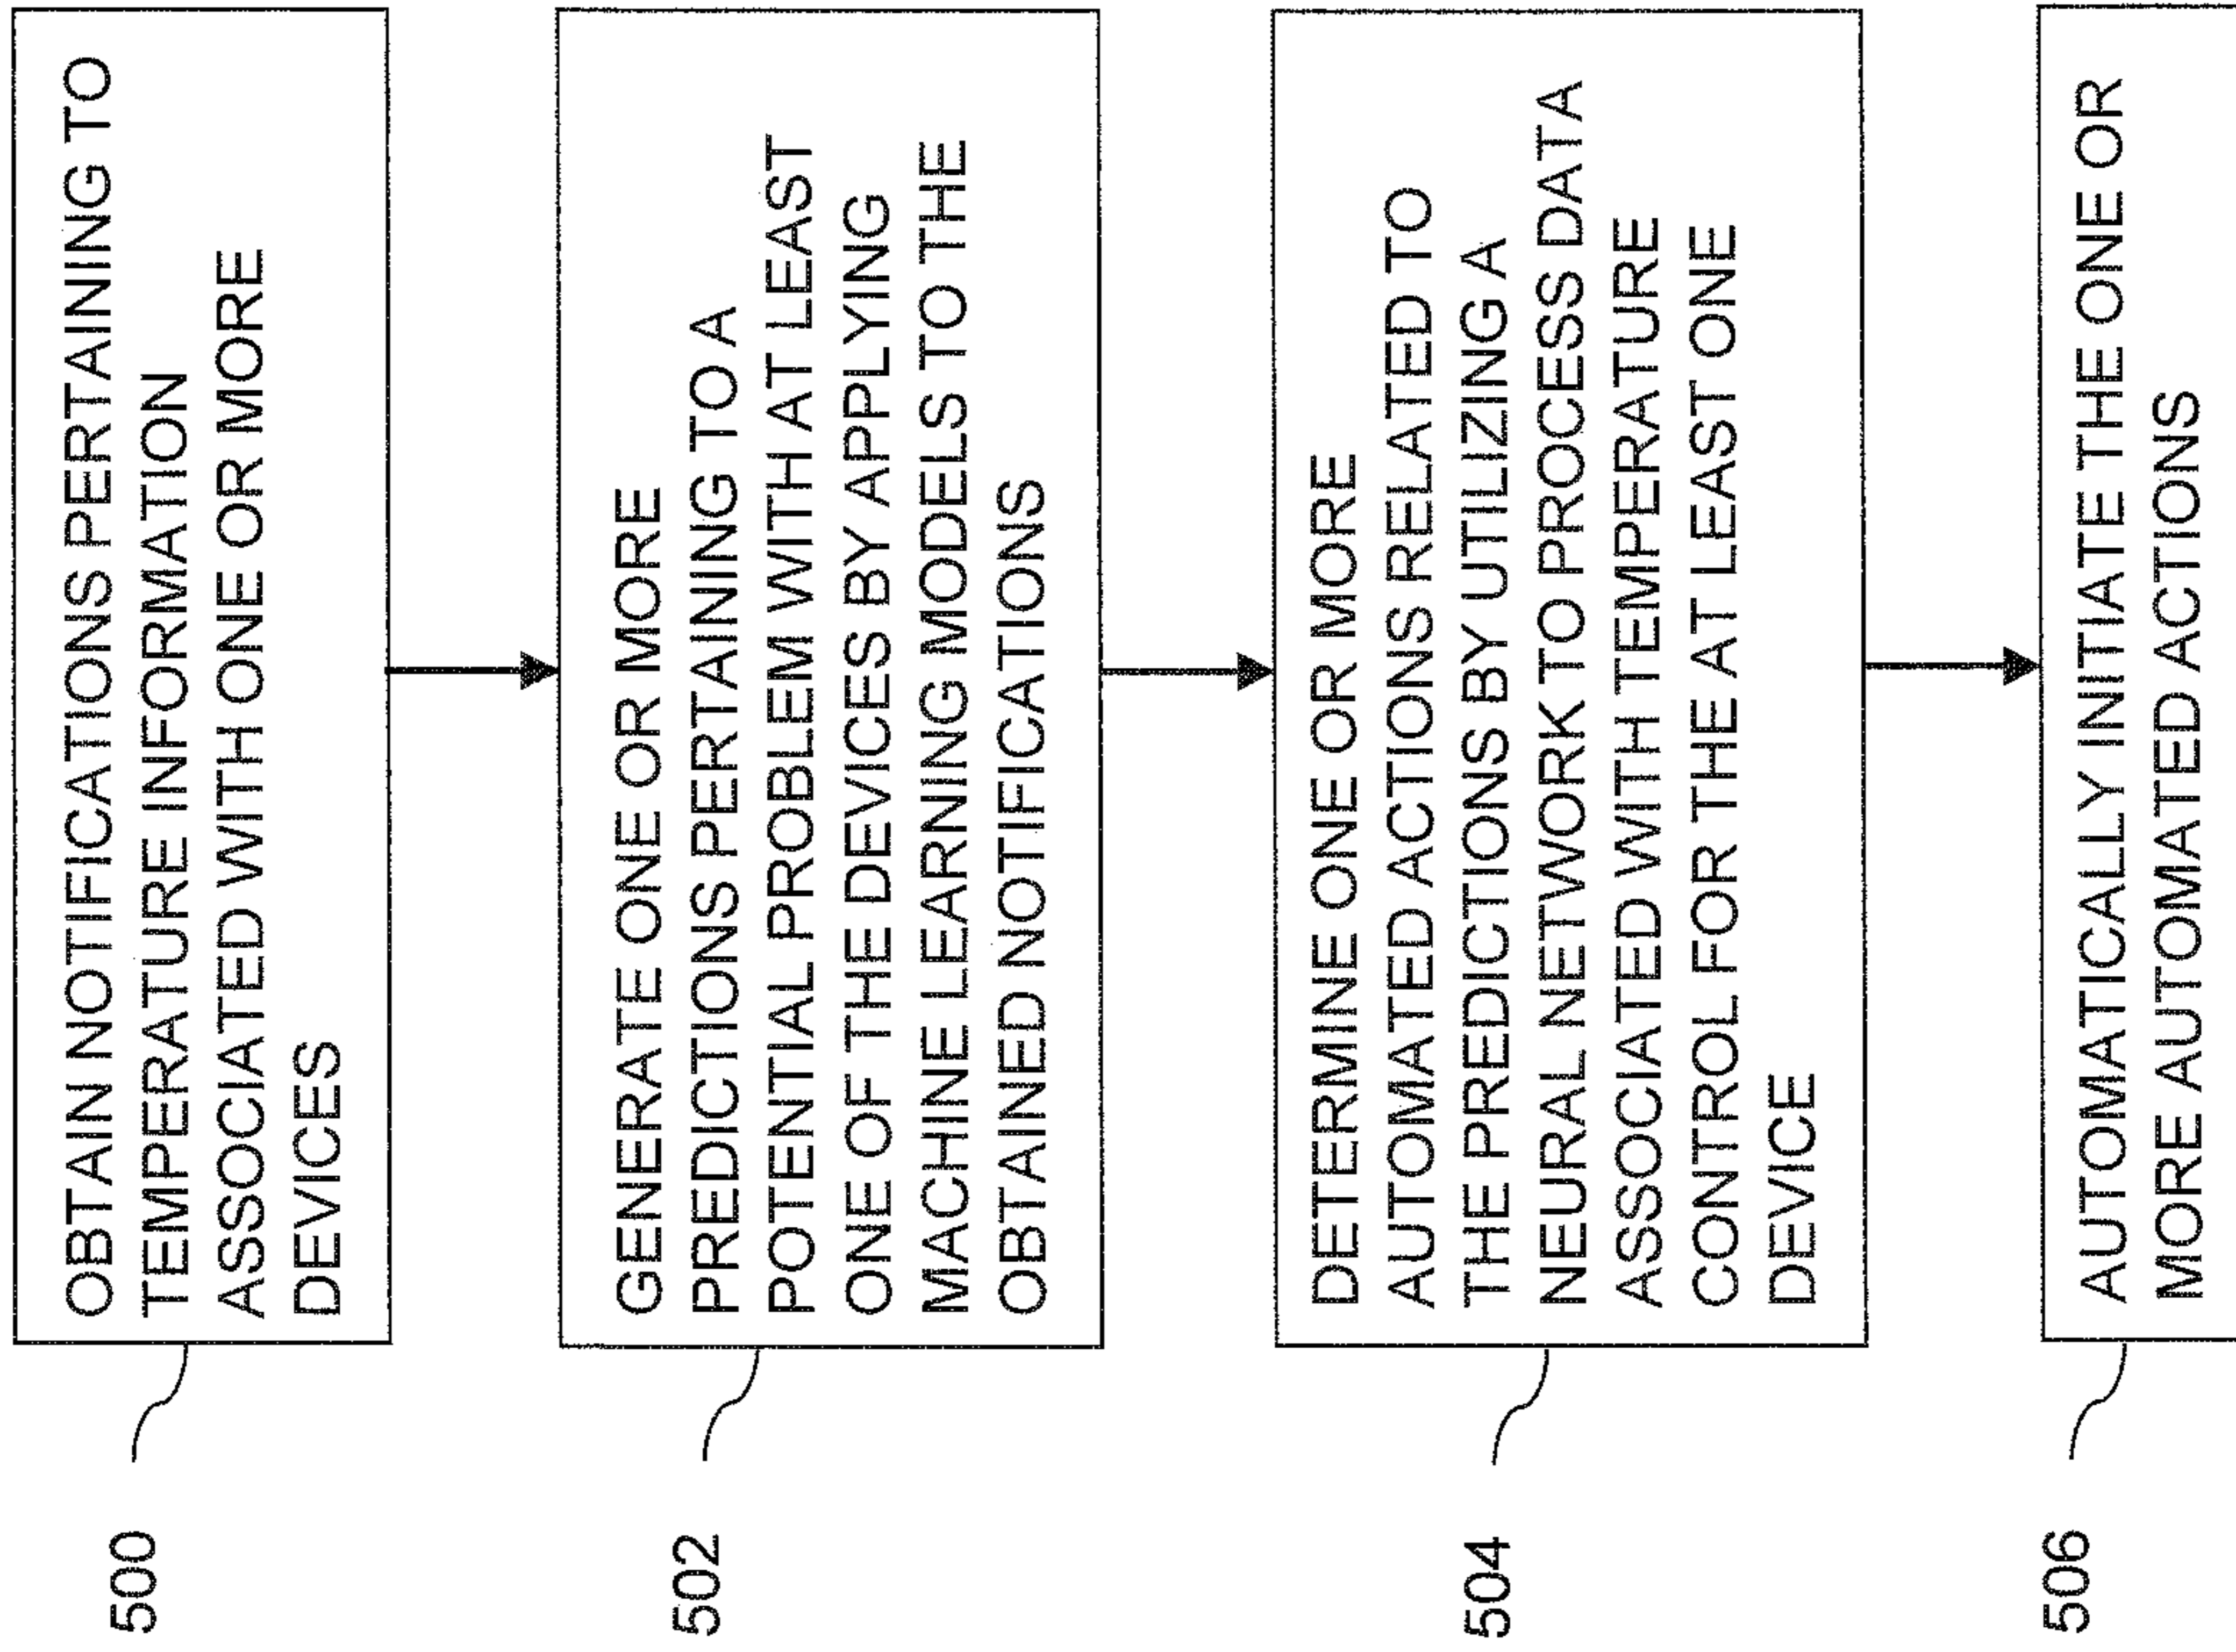 500
OBTAIN NOTIFICATIONS PERTAINING TO
TEMPERATURE INFORMATION
ASSOCIATED WITH ONE OR MORE
DEVICES
502
GENERATE ONE OR MORE
PREDICTIONS PERTAINING TO A
POTENTIAL PROBLEM WITH AT LEAST
ONE OF THE DEVICES BY APPLYING
MACHINE LEARNING MODELS TO THE
OBTAINED NOTIFICATIONS
504
DETERMINE ONE OR MORE
AUTOMATED ACTIONS RELATED TO
THE PREDICTIONS BY UTILIZING A
NEURAL NETWORK TO PROCESS DATA
ASSOCIATED WITH TEMPERATURE
CONTROL FOR THE AT LEAST ONE
DEVICE
506
AUTOMATICALLY INITIATE THE ONE OR
MORE AUTOMATED ACTIONS